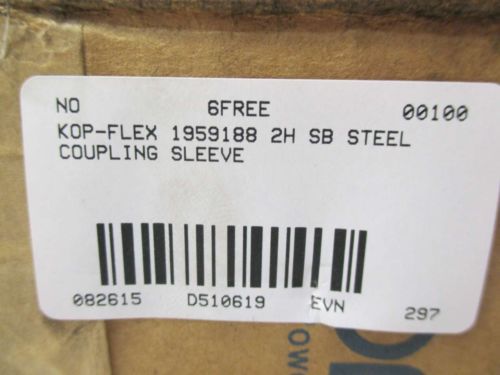 NO 6FREE 00100
KOP-FLEX 1959188 2H SB STEEL
COUPLING SLEEVE
082615 D510619 EVN 297